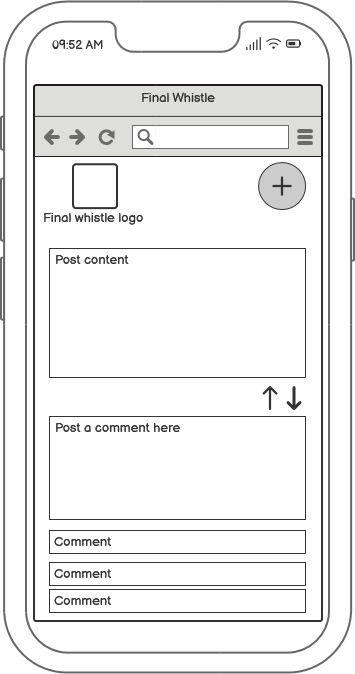 09:52 AM
Final Whistle
Final whistle logo
Post content
Post a comment here
Comment
Comment
Comment